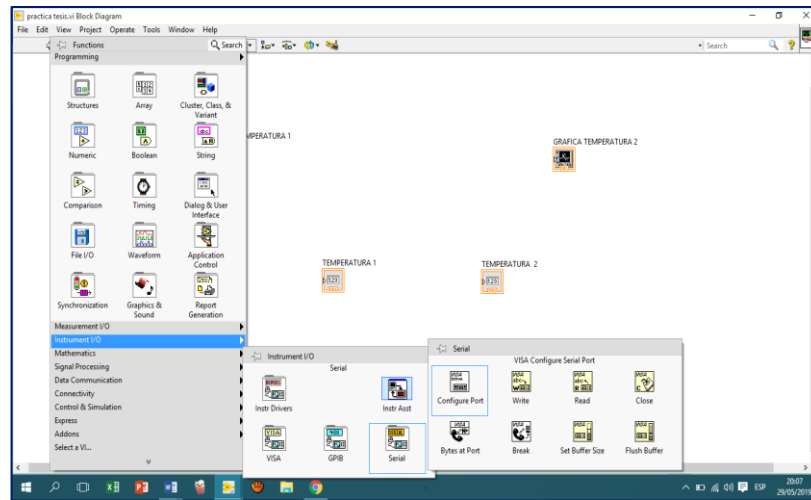 practica tesis.vi Block Diagram
File Edit View Project Operate Tools Window Help
Functions Search
Search
Programming
Structures Array Cluster, Class, & Variant
Numeric Boolean String
Comparison Timing Dialog & User Interface
File I/O Waveform Application Control
Synchronization Graphics & Sound Report Generation
Measurement I/O
Instrument I/O
Mathematics
Signal Processing
Data Communication
Connectivity
Control & Simulation
Express
Addons
Select a VI...
MPERATURA 1
GRAFICA TEMPERATURA 2
TEMPERATURA 1
TEMPERATURA 2
Instrument I/O
Serial
Instr Drivers Instr Asst
VISA GPIB Serial
Serial
VISA Configure Serial Port
Configure Port Write Read Close
Bytes at Port Break Set Buffer Size Flush Buffer
ESP
20:07